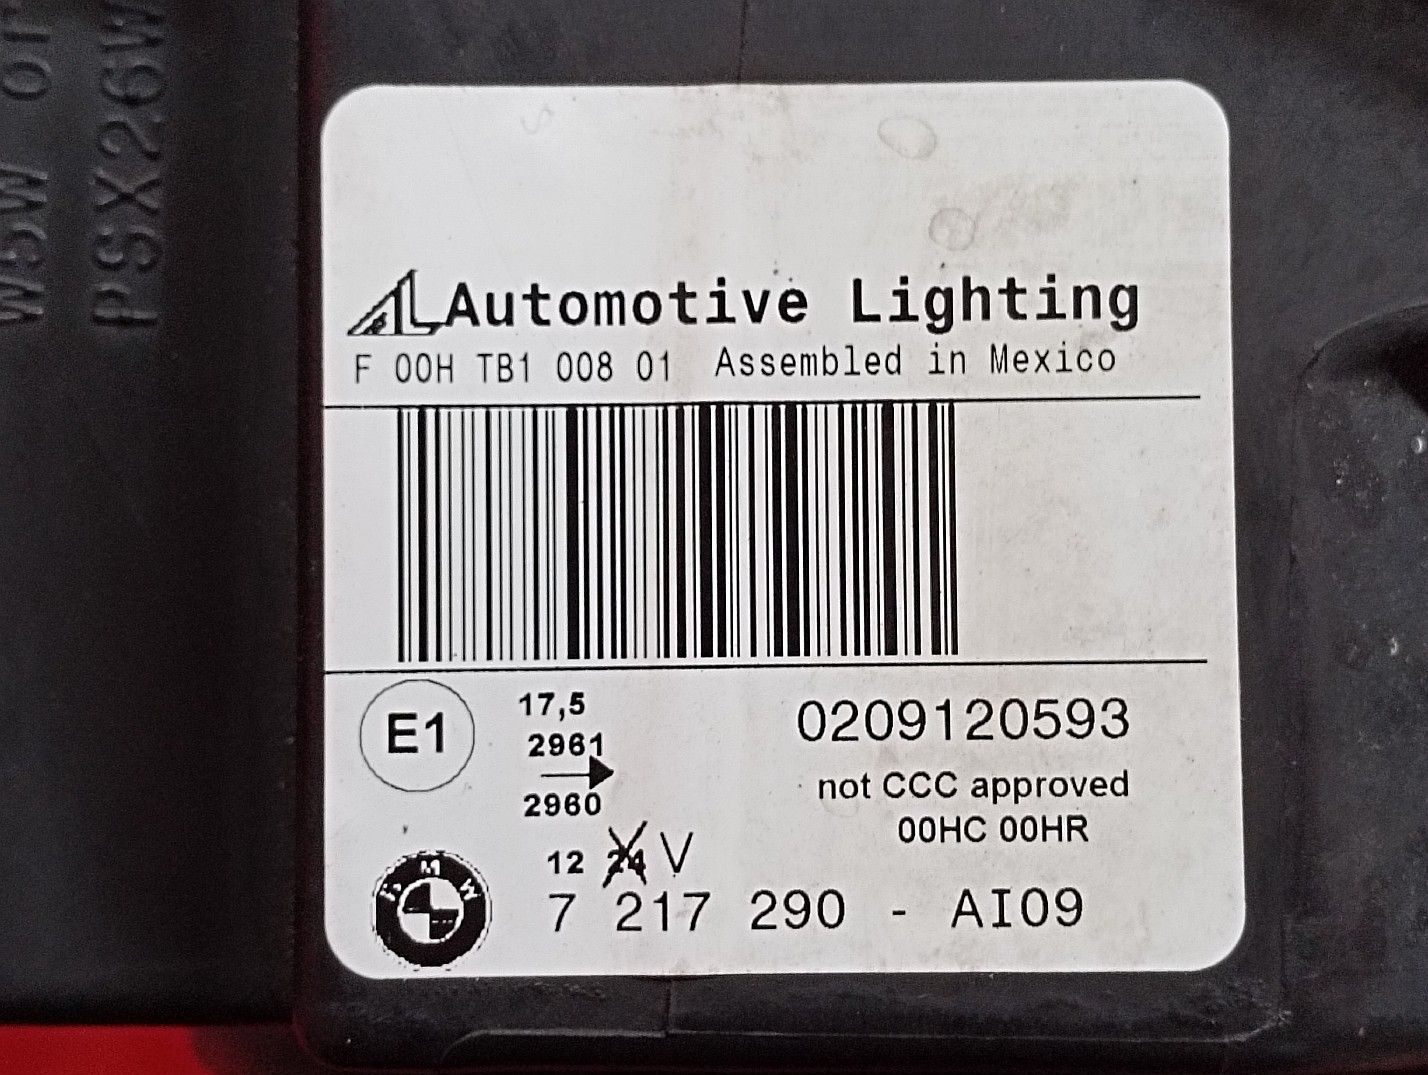 W5W
PSX26W
AL Automotive Lighting
F 00H TB1 008 01 Assembled in Mexico
E1
17,5
2961
2960
0209120593
not CCC approved
00HC 00HR
12 24 V
BMW
7 217 290 - AI09